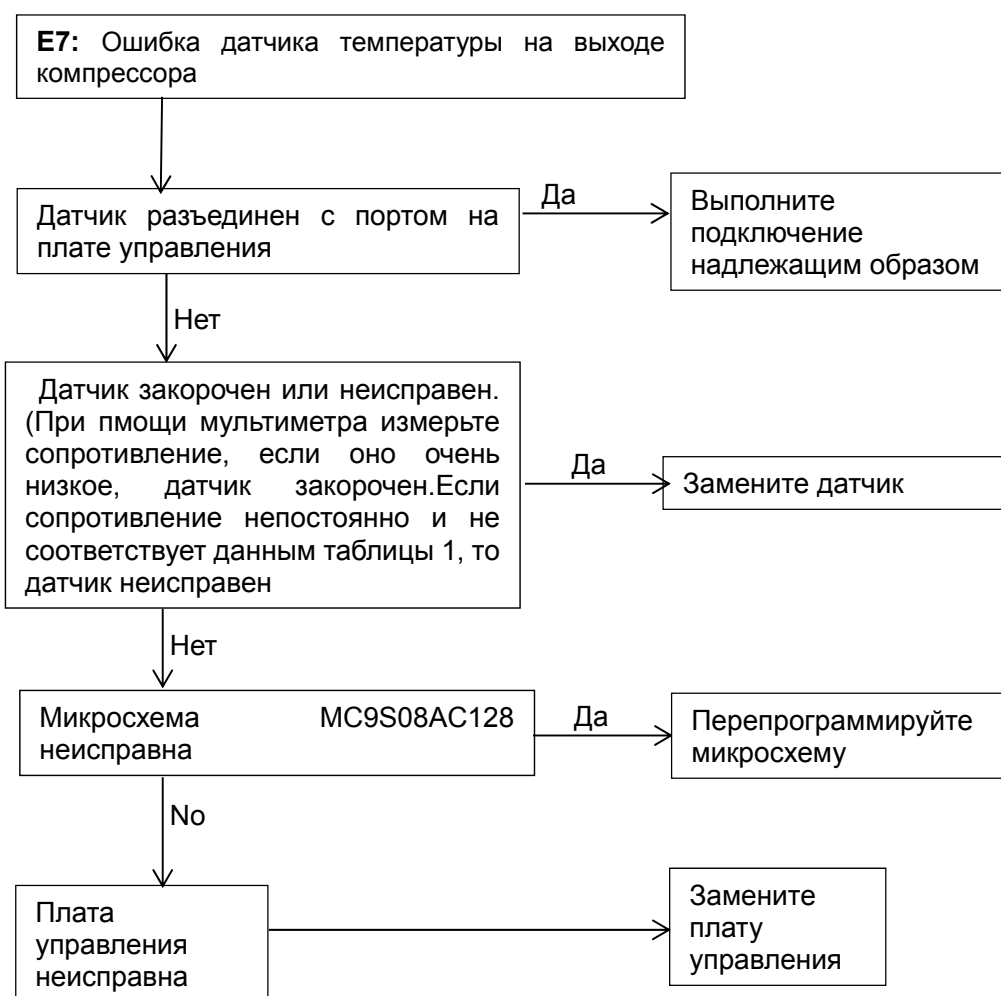 E7: Ошибка датчика температуры на выходе
компрессора
Датчик разъединен с портом на
плате управления
Да
Выполните
подключение
надлежащим образом
Нет
Датчик закорочен или неисправен.
(При пмощи мультиметра измерьте
сопротивление, если оно очень
низкое, датчик закорочен.Если
сопротивление непостоянно и не
соответствует данным таблицы 1, то
датчик неисправен
Да
Замените датчик
Нет
Микросхема MC9S08AC128
неисправна
Да
Перепрограммируйте
микросхему
No
Плата
управления
неисправна
Замените
плату
управления